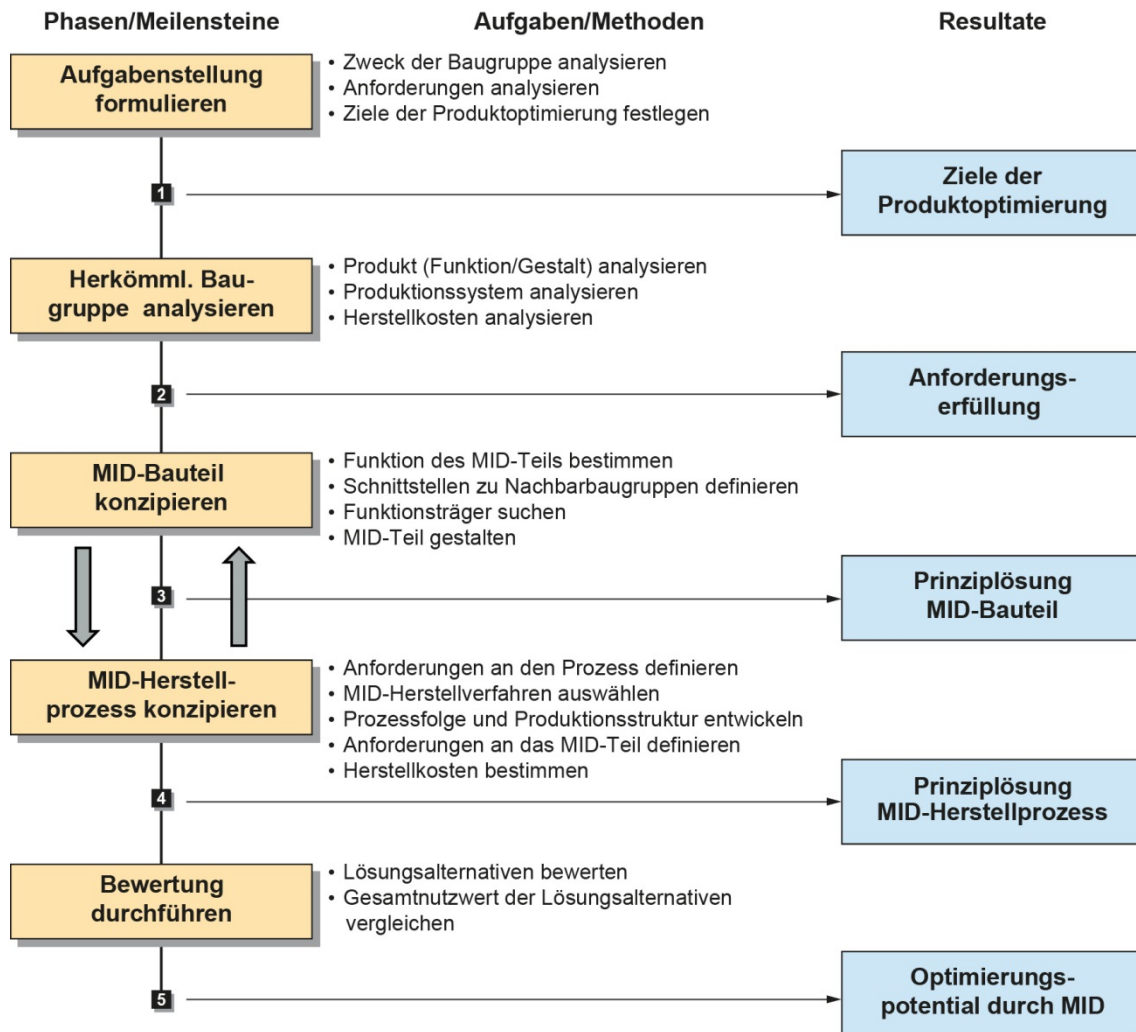 Phasen/Meilensteine
Aufgaben/Methoden
Resultate
Aufgabenstellung
formulieren
• Zweck der Baugruppe analysieren
• Anforderungen analysieren
• Ziele der Produktoptimierung festlegen
1
Ziele der
Produktoptimierung
Herkömml. Bau-
gruppe analysieren
• Produkt (Funktion/Gestalt) analysieren
• Produktionssystem analysieren
• Herstellkosten analysieren
2
Anforderungs-
erfüllung
MID-Bauteil
konzipieren
• Funktion des MID-Teils bestimmen
• Schnittstellen zu Nachbarbaugruppen definieren
• Funktionsträger suchen
• MID-Teil gestalten
3
Prinziplösung
MID-Bauteil
MID-Herstell-
prozess konzipieren
• Anforderungen an den Prozess definieren
• MID-Herstellverfahren auswählen
• Prozessfolge und Produktionsstruktur entwickeln
• Anforderungen an das MID-Teil definieren
• Herstellkosten bestimmen
4
Prinziplösung
MID-Herstellprozess
Bewertung
durchführen
• Lösungsalternativen bewerten
• Gesamtnutzwert der Lösungsalternativen
vergleichen
5
Optimierungs-
potential durch MID